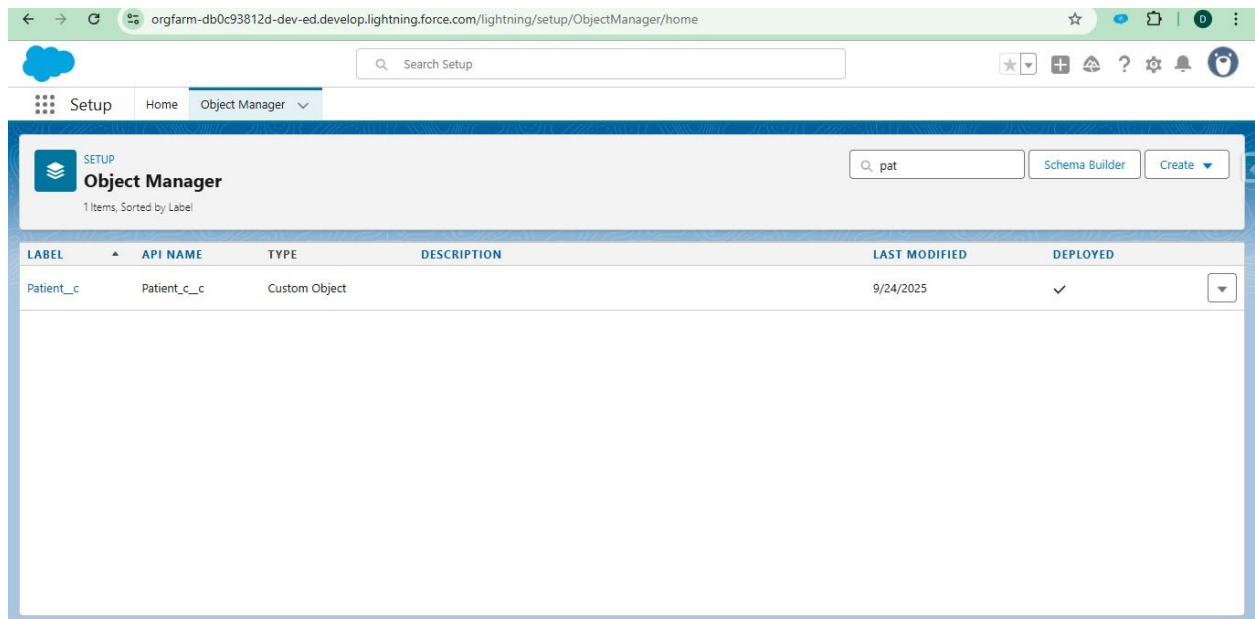 orgfarm-db0c93812d-dev-ed.develop.lightning.force.com/lightning/setup/ObjectManager/home
D
Search Setup
Setup Home Object Manager
SETUP
Object Manager
1 Items, Sorted by Label
pat
Schema Builder
Create
LABEL API NAME TYPE DESCRIPTION LAST MODIFIED DEPLOYED
Patient__c Patient_c__c Custom Object 9/24/2025